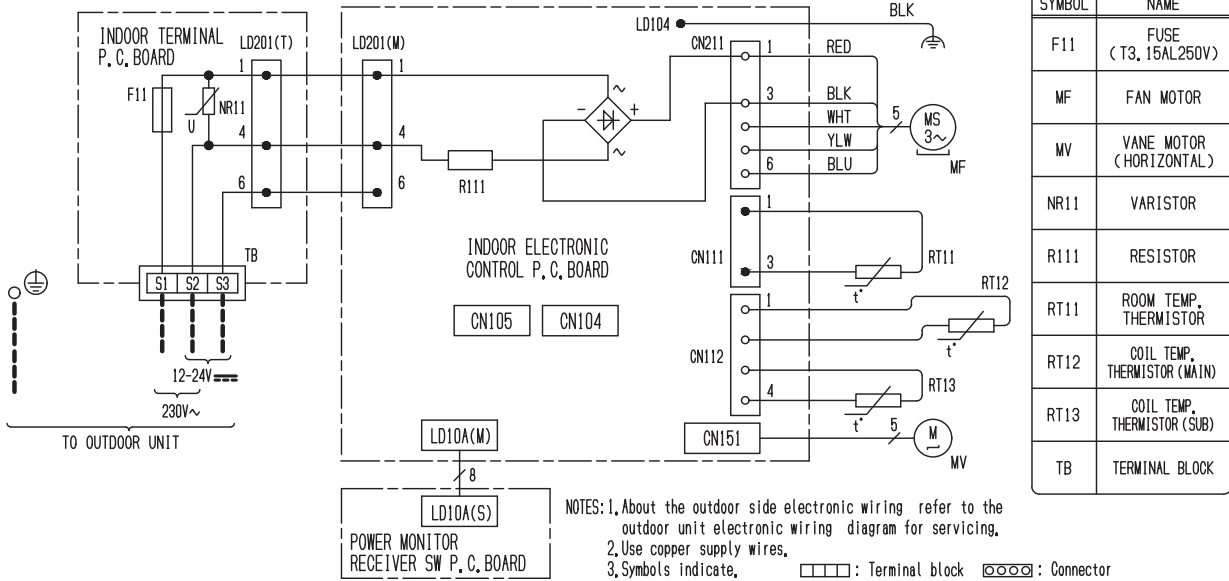 INDOOR TERMINAL
P.C.BOARD
LD201(T)
LD201(M)
LD104
BLK
CN211
1
RED
3
BLK
WHT
YLW
6
BLU
5
MS
3~
MF
F11
NR11
U
1
4
6
1
4
6
R111
~
-
+
~
TB
S1
S2
S3
12-24V
230V~
TO OUTDOOR UNIT
INDOOR ELECTRONIC
CONTROL P.C.BOARD
CN105
CN104
CN111
1
3
RT11
t°
CN112
1
4
RT12
t°
RT13
t°
CN151
5
M
MV
LD10A(M)
8
LD10A(S)
POWER MONITOR
RECEIVER SW P.C.BOARD
NOTES: 1.About the outdoor side electronic wiring refer to the
outdoor unit electronic wiring diagram for servicing.
2.Use copper supply wires.
3.Symbols indicate. : Terminal block : Connector
SYMBOL NAME
F11 FUSE
(T3.15AL250V)
MF FAN MOTOR
MV VANE MOTOR
(HORIZONTAL)
NR11 VARISTOR
R111 RESISTOR
RT11 ROOM TEMP.
THERMISTOR
RT12 COIL TEMP.
THERMISTOR(MAIN)
RT13 COIL TEMP.
THERMISTOR(SUB)
TB TERMINAL BLOCK